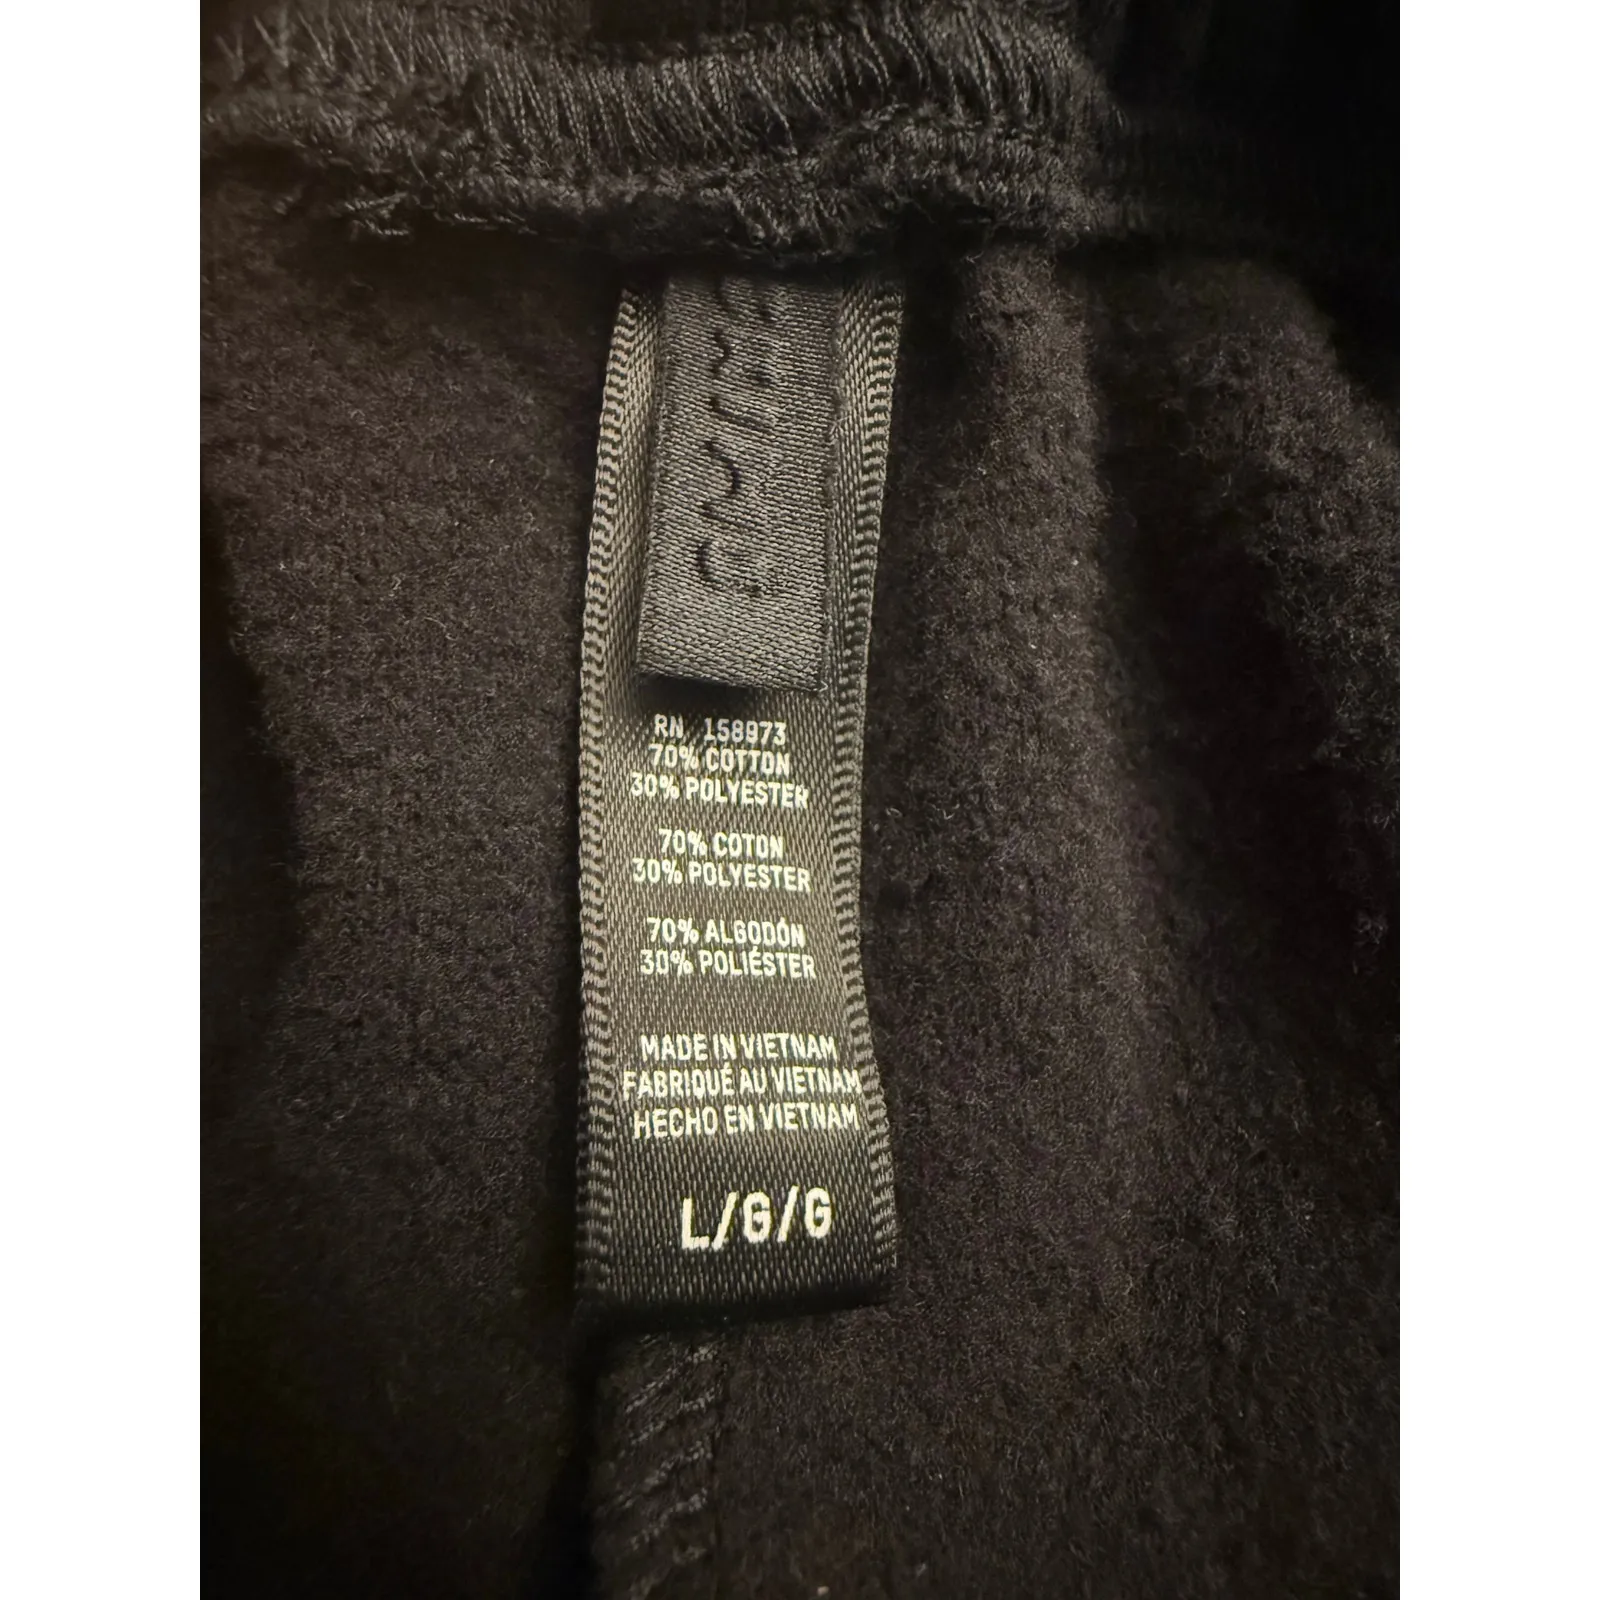 RN 158973
70% COTTON
30% POLYESTER
70% COTON
30% POLYESTER
70% ALGODÓN
30% POLIÉSTER
MADE IN VIETNAM
FABRIQUÉ AU VIETNAM
HECHO EN VIETNAM
L/G/G